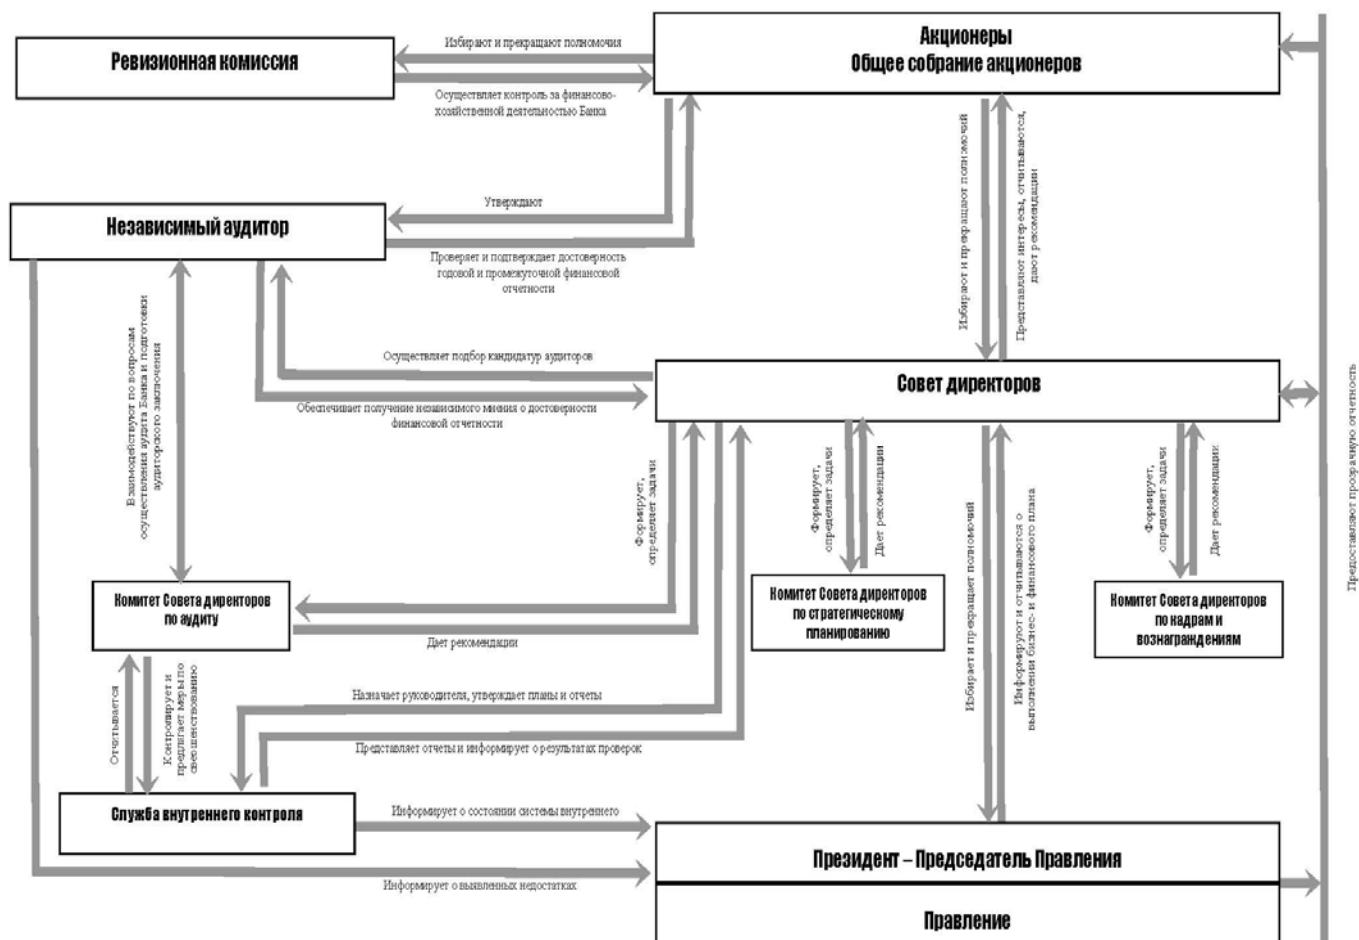 Ревизионная комиссия
Избирают и прекращают полномочия
Осуществляет контроль за финансово-
хозяйственной деятельностью Банка
Акционеры
Общее собрание акционеров
Независимый аудитор
Утверждают
Проверяет и подтверждает достоверность
годовой и промежуточной финансовой
отчетности
Избирают и прекращают полномочий
Представляют интересы, отчитываются,
дают рекомендации
Осуществляет подбор кандидатур аудиторов
Обеспечивает получение независимого мнения о достоверности
финансовой отчетности
Совет директоров
Взаимодействуют по вопросам
осуществления аудита Банка и подготовки
аудиторского заключения
Формирует,
определяет задачи
Формирует,
определяет задачи
Дает рекомендации
Избирает и прекращает полномочий
Информируют и отчитываются о
выполнении бизнес- и финансового плана
Формирует,
определяет задачи
Дает рекомендации
Предоставляют прозрачную отчетность
Комитет Совета директоров
по аудиту
Дает рекомендации
Комитет Совета директоров
по стратегическому
планированию
Комитет Совета директоров
по кадрам и
вознаграждениям
Отчитывается
Контролирует и
предлагает меры по
свершенствованию
Назначает руководителя, утверждает планы и отчеты
Представляет отчеты и информирует о результатах проверок
Служба внутреннего контроля
Информирует о состоянии системы внутреннего
Информирует о выявленных недостатках
Президент – Председатель Правления
Правление